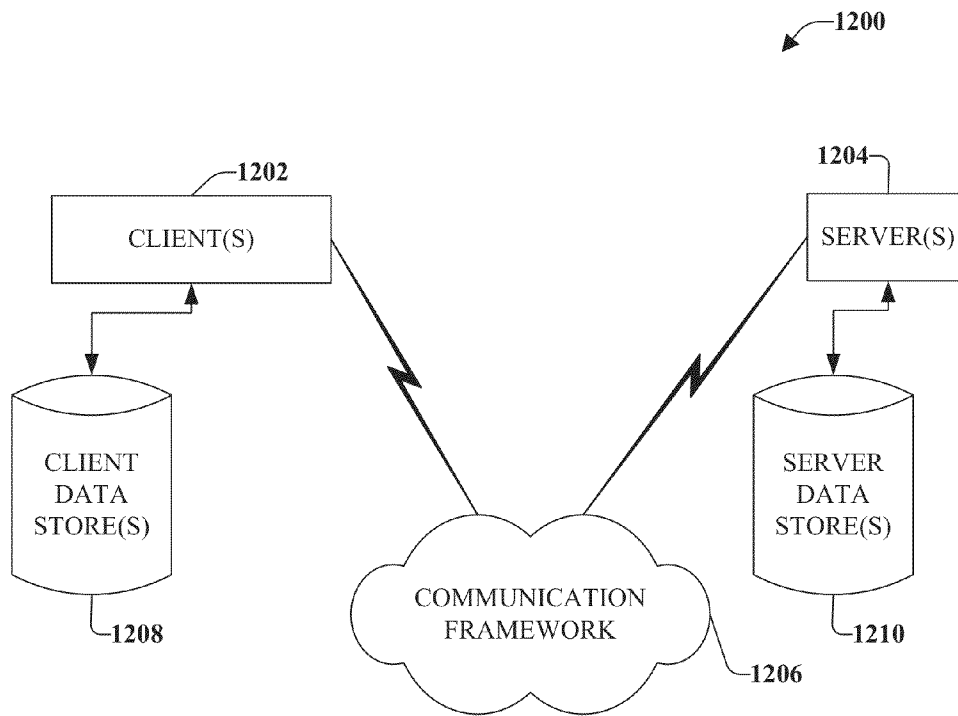 1200
1202
1204
CLIENT(S)
SERVER(S)
CLIENT
DATA
STORE(S)
SERVER
DATA
STORE(S)
COMMUNICATION
FRAMEWORK
1208
1210
1206